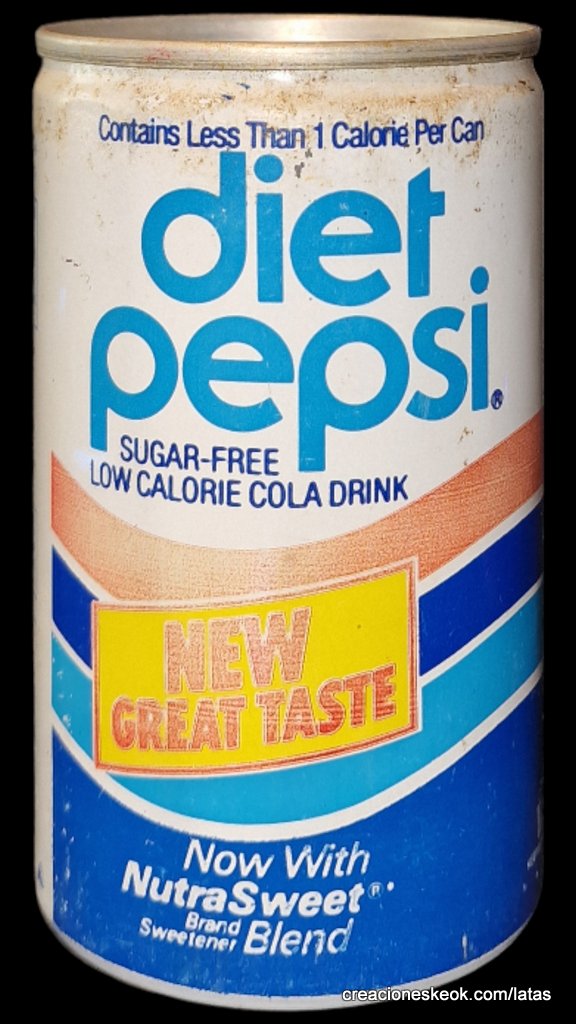 Contains Less Than 1 Calorie Per Can
diet
pepsi®
SUGAR-FREE
LOW CALORIE COLA DRINK
NEW
GREAT TASTE
Now With
NutraSweet®
Brand
Sweetener Blend
creacioneskeok.com/latas